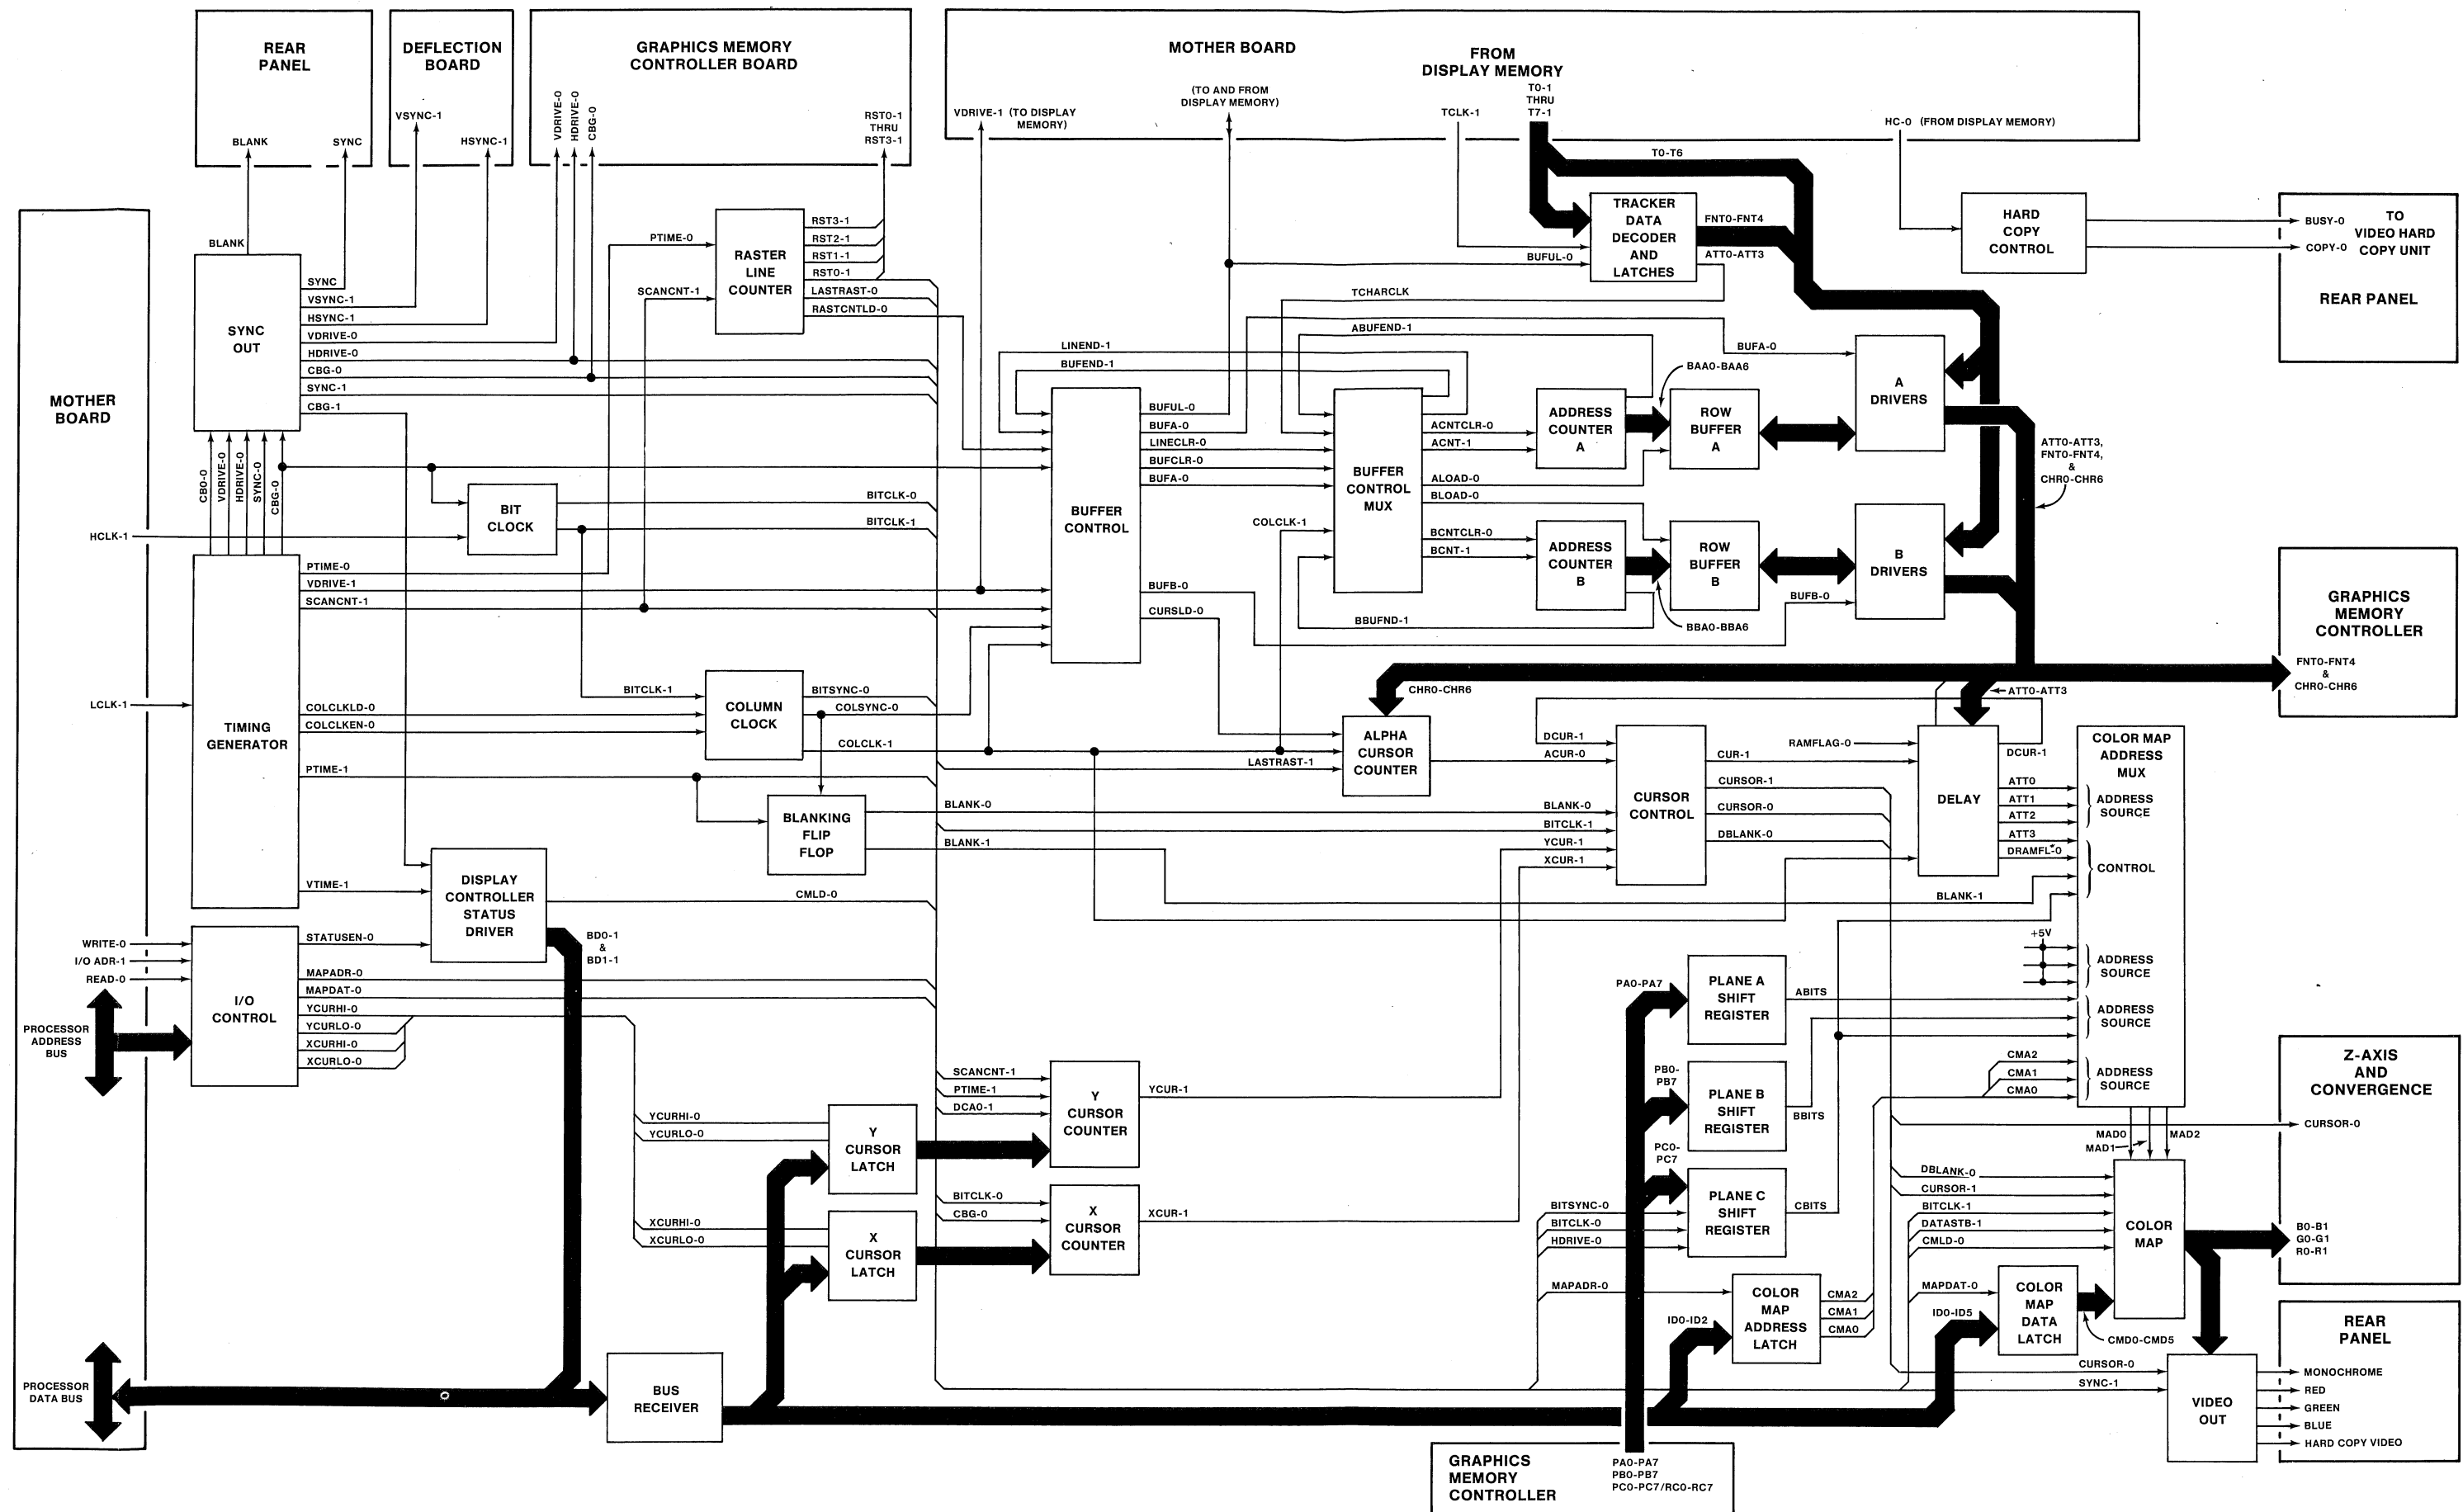 REAR
PANEL
BLANK
SYNC
DEFLECTION
BOARD
VSYNC-1
HSYNC-1
GRAPHICS MEMORY
CONTROLLER BOARD
VDRIVE-0
HDRIVE-0
CBG-0
RST0-1
THRU
RST3-1
MOTHER BOARD
VDRIVE-1 (TO DISPLAY
MEMORY)
(TO AND FROM
DISPLAY MEMORY)
FROM
DISPLAY MEMORY
T0-1
THRU
T7-1
TCLK-1
HC-0 (FROM DISPLAY MEMORY)
T0-T6
MOTHER
BOARD
HCLK-1
LCLK-1
WRITE-0
I/O ADR-1
READ-0
PROCESSOR
ADDRESS
BUS
PROCESSOR
DATA BUS
BLANK
SYNC
OUT
SYNC
VSYNC-1
HSYNC-1
VDRIVE-0
HDRIVE-0
CBG-0
SYNC-1
CBG-1
CB0-0
VDRIVE-0
HDRIVE-0
SYNC-0
CBG-0
PTIME-0
SCANCNT-1
RASTER
LINE
COUNTER
RST3-1
RST2-1
RST1-1
RST0-1
LASTRAST-0
RASTCNTLD-0
BIT
CLOCK
BITCLK-0
BITCLK-1
TIMING
GENERATOR
PTIME-0
VDRIVE-1
SCANCNT-1
COLCLKLD-0
COLCLKEN-0
PTIME-1
VTIME-1
BITCLK-1
COLUMN
CLOCK
BITSYNC-0
COLSYNC-0
COLCLK-1
BLANKING
FLIP
FLOP
BLANK-0
BLANK-1
DISPLAY
CONTROLLER
STATUS
DRIVER
CMLD-0
BD0-1
&
BD1-1
I/O
CONTROL
STATUSEN-0
MAPADR-0
MAPDAT-0
YCURHI-0
YCURLO-0
XCURHI-0
XCURLO-0
LINEND-1
BUFEND-1
BUFFER
CONTROL
BUFUL-0
BUFA-0
LINECLR-0
BUFCLR-0
BUFA-0
BUFB-0
CURSLD-0
TCHARCLK
ABUFEND-1
COLCLK-1
BBUFND-1
BUFFER
CONTROL
MUX
ACNTCLR-0
ACNT-1
ALOAD-0
BLOAD-0
BCNTCLR-0
BCNT-1
ADDRESS
COUNTER
A
ADDRESS
COUNTER
B
BAA0-BAA6
BBA0-BBA6
ROW
BUFFER
A
ROW
BUFFER
B
TRACKER
DATA
DECODER
AND
LATCHES
BUFUL-0
FNT0-FNT4
ATT0-ATT3
BUFA-0
A
DRIVERS
BUFB-0
B
DRIVERS
HARD
COPY
CONTROL
BUSY-0
COPY-0
TO
VIDEO HARD
COPY UNIT
REAR PANEL
ATT0-ATT3,
FNT0-FNT4,
&
CHR0-CHR6
GRAPHICS
MEMORY
CONTROLLER
FNT0-FNT4
&
CHR0-CHR6
CHR0-CHR6
ATT0-ATT3
LASTRAST-1
ALPHA
CURSOR
COUNTER
DCUR-1
ACUR-0
BLANK-0
BITCLK-1
YCUR-1
XCUR-1
CURSOR
CONTROL
CUR-1
CURSOR-1
CURSOR-0
DBLANK-0
RAMFLAG-0
DELAY
DCUR-1
ATT0
ATT1
ATT2
ATT3
DRAMFL-0
BLANK-1
COLOR MAP
ADDRESS
MUX
ADDRESS
SOURCE
CONTROL
+5V
ADDRESS
SOURCE
ADDRESS
SOURCE
ADDRESS
SOURCE
CMA2
CMA1
CMA0
MAD0
MAD1
MAD2
PA0-PA7
PLANE A
SHIFT
REGISTER
ABITS
PB0-
PB7
PLANE B
SHIFT
REGISTER
BBITS
PC0-
PC7
PLANE C
SHIFT
REGISTER
CBITS
BITSYNC-0
BITCLK-0
HDRIVE-0
SCANCNT-1
PTIME-1
DCA0-1
Y
CURSOR
COUNTER
YCUR-1
YCURHI-0
YCURLO-0
Y
CURSOR
LATCH
BITCLK-0
CBG-0
X
CURSOR
COUNTER
XCUR-1
XCURHI-0
XCURLO-0
X
CURSOR
LATCH
BUS
RECEIVER
MAPADR-0
ID0-ID2
COLOR
MAP
ADDRESS
LATCH
CMA2
CMA1
CMA0
DBLANK-0
CURSOR-1
BITCLK-1
DATASTB-1
CMLD-0
COLOR
MAP
MAPDAT-0
ID0-ID5
COLOR
MAP
DATA
LATCH
CMD0-CMD5
Z-AXIS
AND
CONVERGENCE
CURSOR-0
B0-B1
G0-G1
R0-R1
CURSOR-0
SYNC-1
VIDEO
OUT
REAR
PANEL
MONOCHROME
RED
GREEN
BLUE
HARD COPY VIDEO
GRAPHICS
MEMORY
CONTROLLER
PA0-PA7
PB0-PB7
PC0-PC7/RC0-RC7